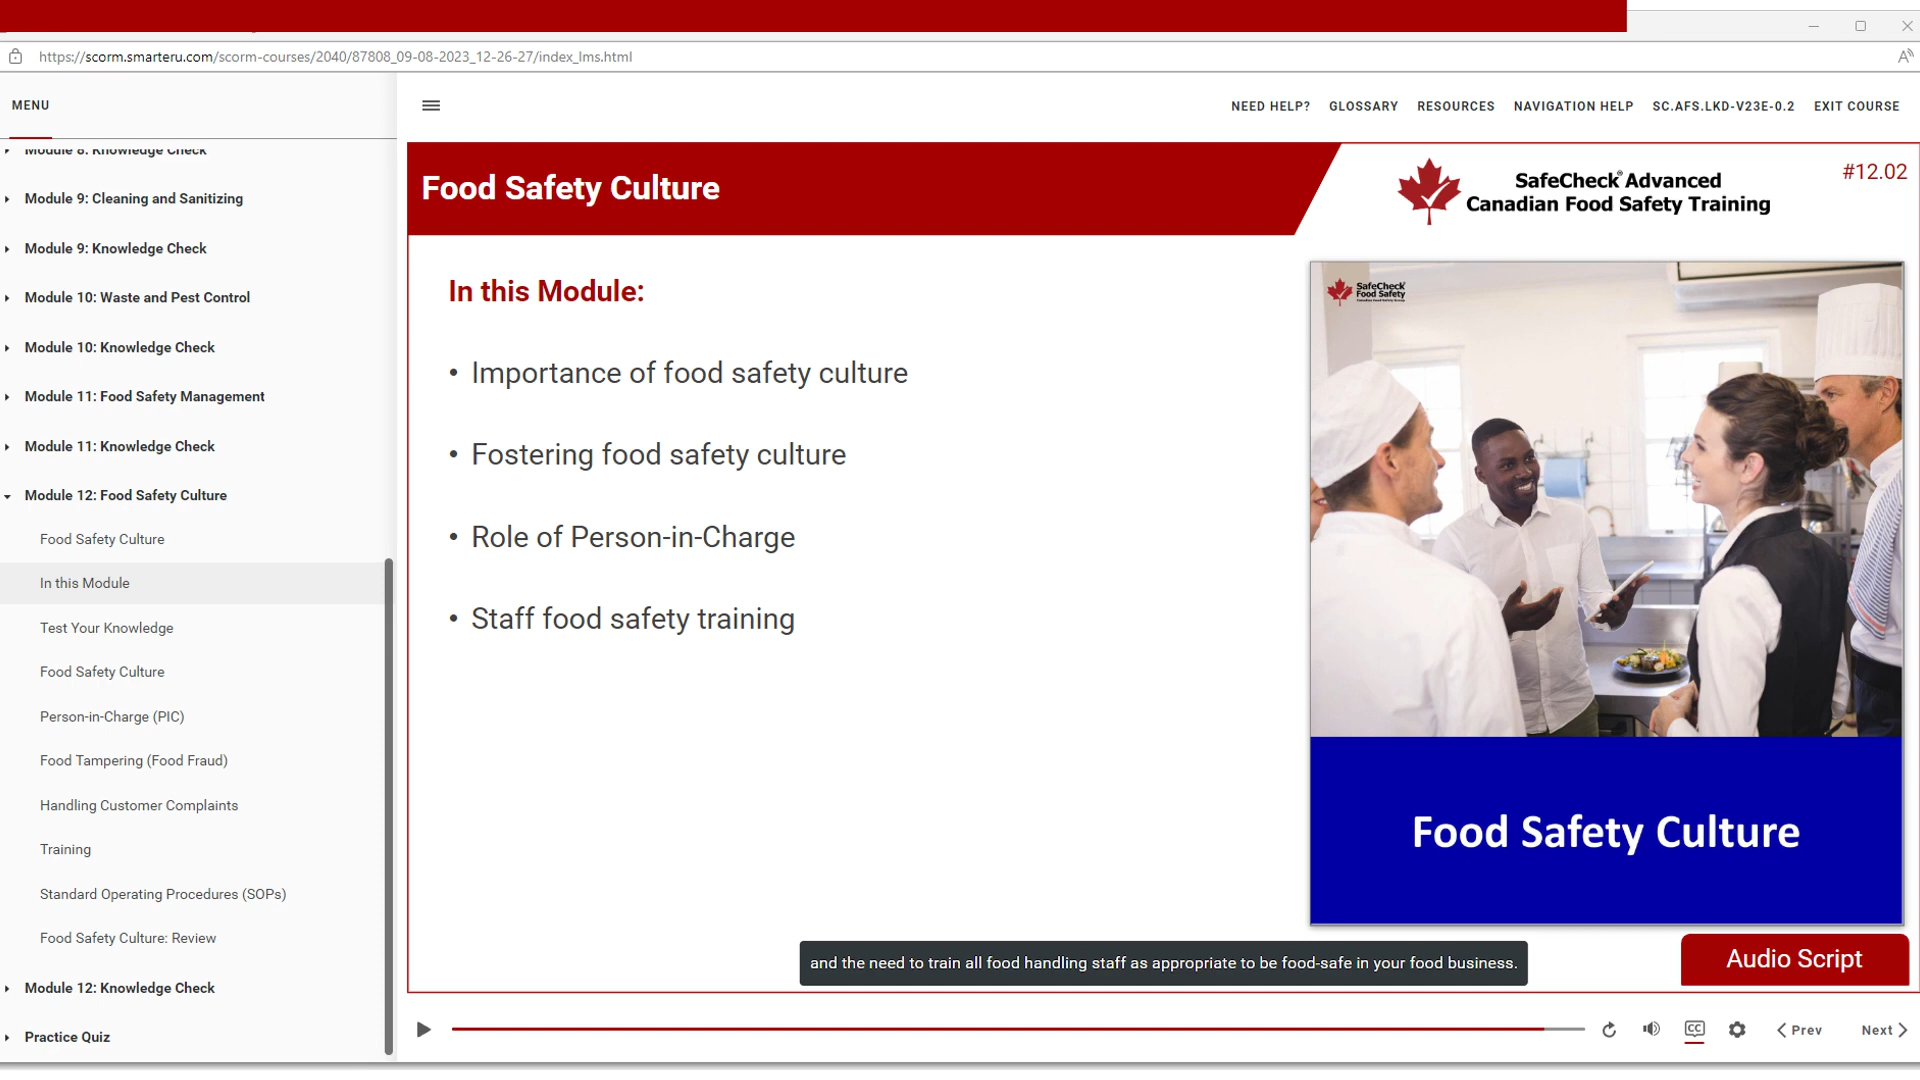 https://scorm.smarteru.com/scorm-courses/2040/87808_09-08-2023_12-26-27/index_lms.html
MENU
NEED HELP? GLOSSARY RESOURCES NAVIGATION HELP SC.AFS.LKD-V23E-0.2 EXIT COURSE
Module 8: Knowledge Check
Module 9: Cleaning and Sanitizing
Module 9: Knowledge Check
Module 10: Waste and Pest Control
Module 10: Knowledge Check
Module 11: Food Safety Management
Module 11: Knowledge Check
Module 12: Food Safety Culture
Food Safety Culture
In this Module
Test Your Knowledge
Food Safety Culture
Person-in-Charge (PIC)
Food Tampering (Food Fraud)
Handling Customer Complaints
Training
Standard Operating Procedures (SOPs)
Food Safety Culture: Review
Module 12: Knowledge Check
Practice Quiz
Food Safety Culture
SafeCheck® Advanced
Canadian Food Safety Training
#12.02
In this Module:
• Importance of food safety culture
• Fostering food safety culture
• Role of Person-in-Charge
• Staff food safety training
SafeCheck
Food Safety
Food Safety Culture
and the need to train all food handling staff as appropriate to be food-safe in your food business.
Audio Script
CC
Prev
Next